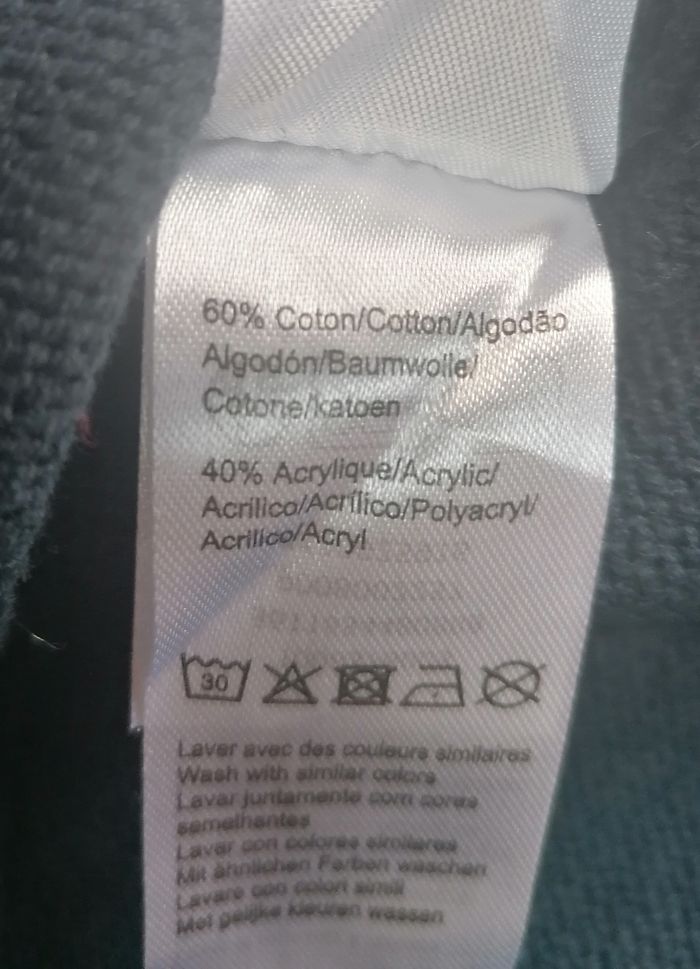 60% Coton/Cotton/Algodão
Algodón/Baumwolle/
Cotone/katoen
40% Acrylique/Acrylic/
Acrilico/Acrílico/Polyacryl/
Acrilico/Acryl
30
Laver avec des couleurs similaires
Wash with similar colors
Lavar juntamente com cores
semelhantes
Lavar con colores similares
Mit ähnlichen Farben waschen
Lavare con colori simili
Met gelijke kleuren wassen